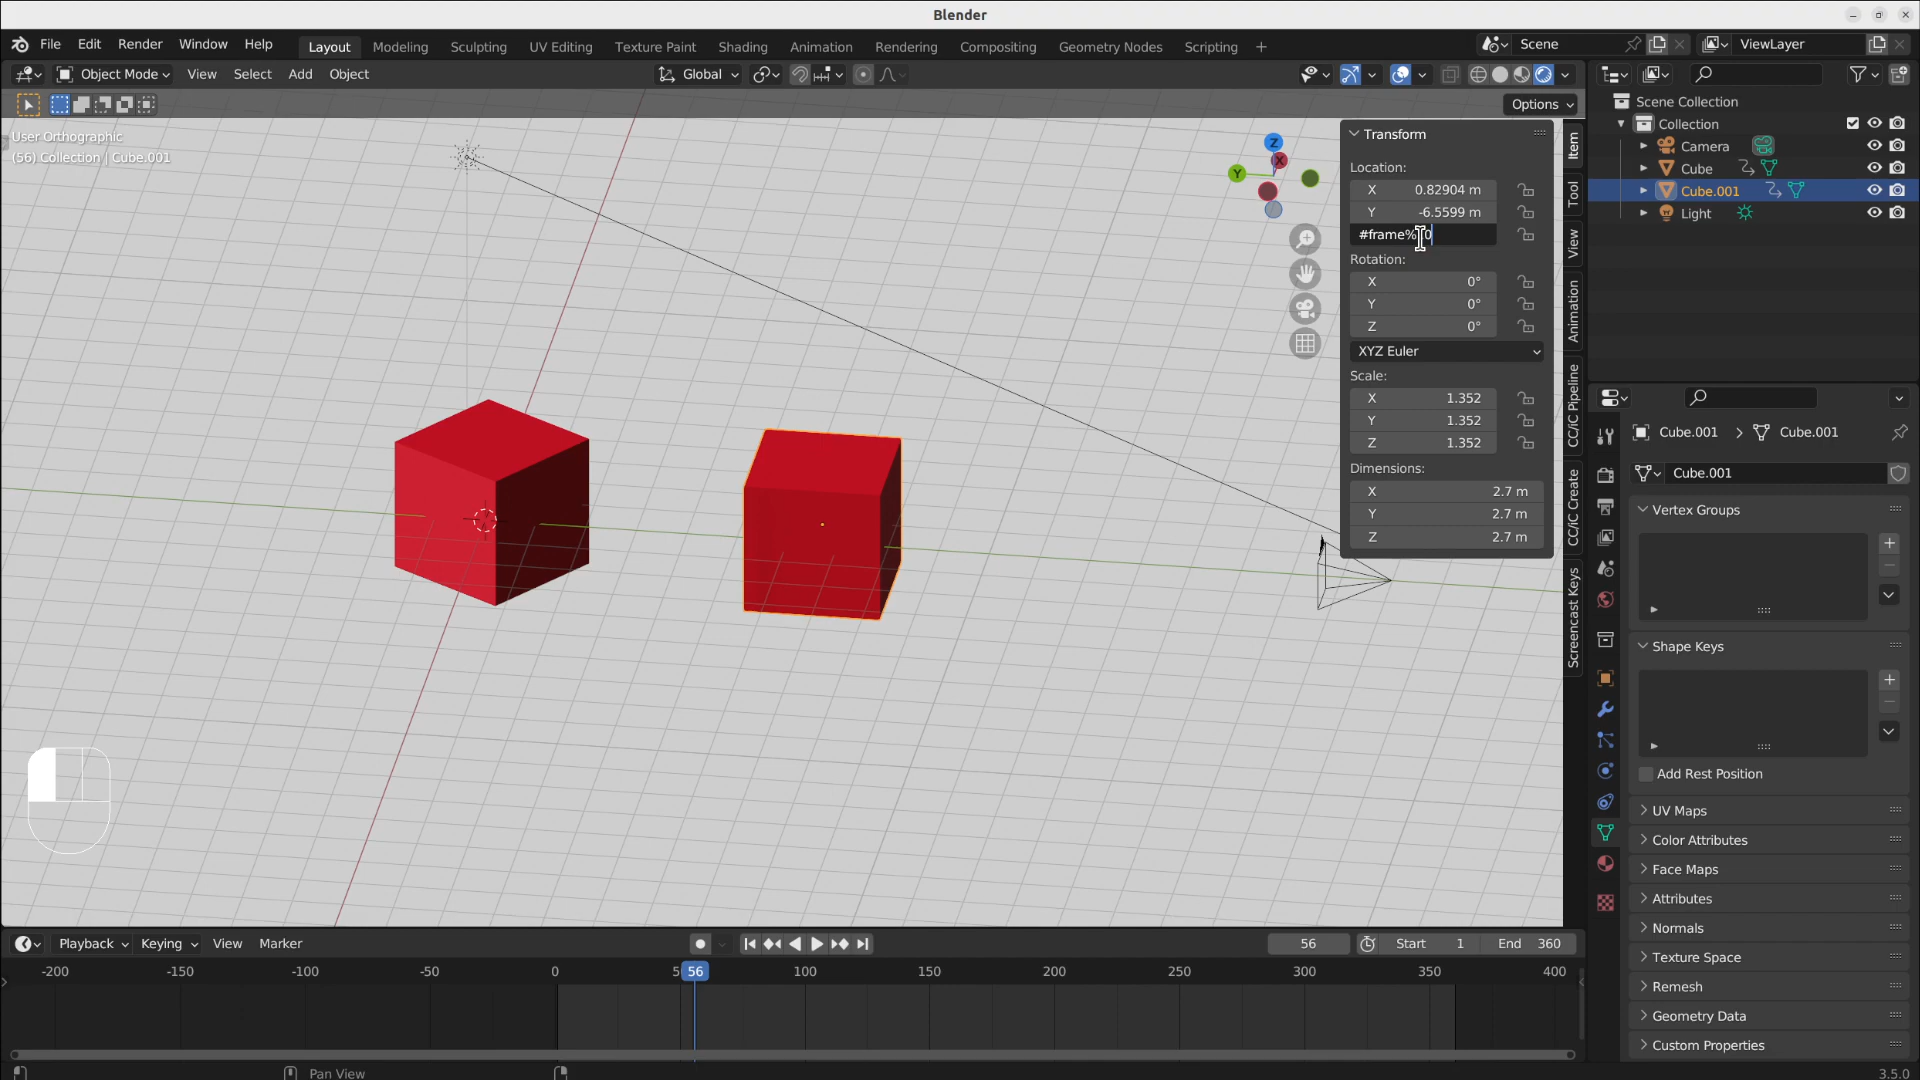 Blender
File Edit Render Window Help
Layout Modeling Sculpting UV Editing Texture Paint Shading Animation Rendering Compositing Geometry Nodes Scripting +
Scene
ViewLayer
Object Mode View Select Add Object
Global
Options
User Orthographic
(56) Collection | Cube.001
Z
X
Y
Transform
Location:
X 0.82904 m
Y -6.5599 m
#frame%
Rotation:
X 0°
Y 0°
Z 0°
XYZ Euler
Scale:
X 1.352
Y 1.352
Z 1.352
Dimensions:
X 2.7 m
Y 2.7 m
Z 2.7 m
Item
Tool
View
Animation
CC/iC Pipeline
CC/iC Create
Screencast Keys
Scene Collection
Collection
Camera
Cube
Cube.001
Light
Cube.001 > Cube.001
Cube.001
Vertex Groups
Shape Keys
Add Rest Position
UV Maps
Color Attributes
Face Maps
Attributes
Normals
Texture Space
Remesh
Geometry Data
Custom Properties
Playback Keying View Marker
56
Start 1
End 360
-200 -150 -100 -50 0 5 56 100 150 200 250 300 350 400
Pan View
3.5.0